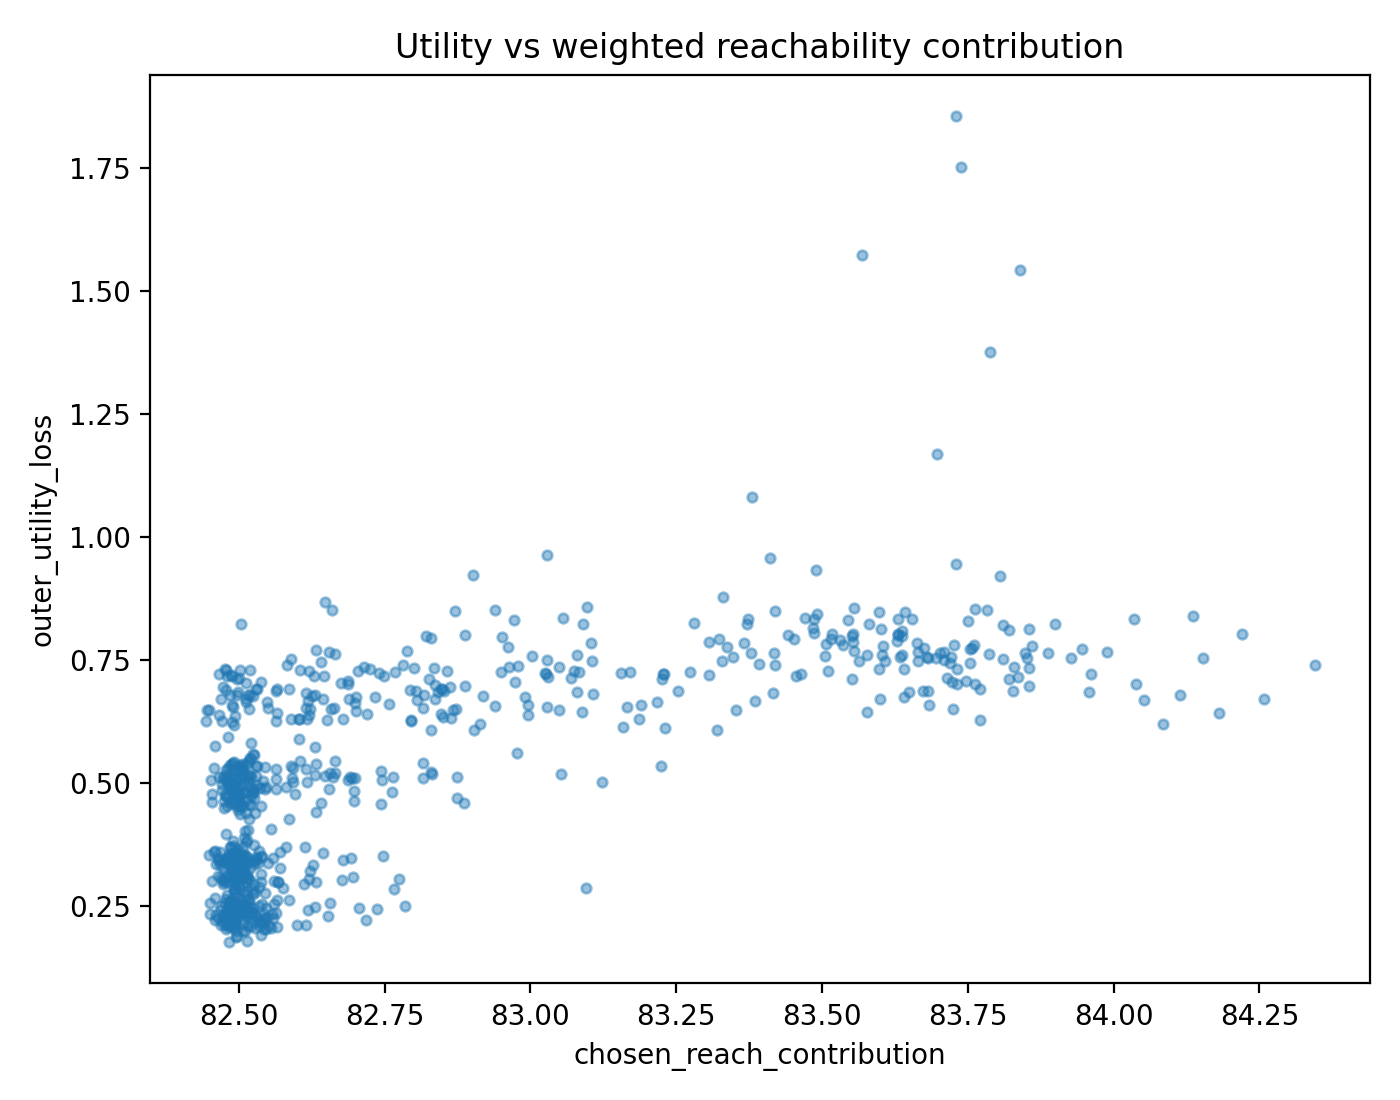 Utility vs weighted reachability contribution
1.75
1.50
1.25
1.00
0.75
0.50
0.25
outer_utility_loss
82.50 82.75 83.00 83.25 83.50 83.75 84.00 84.25
chosen_reach_contribution